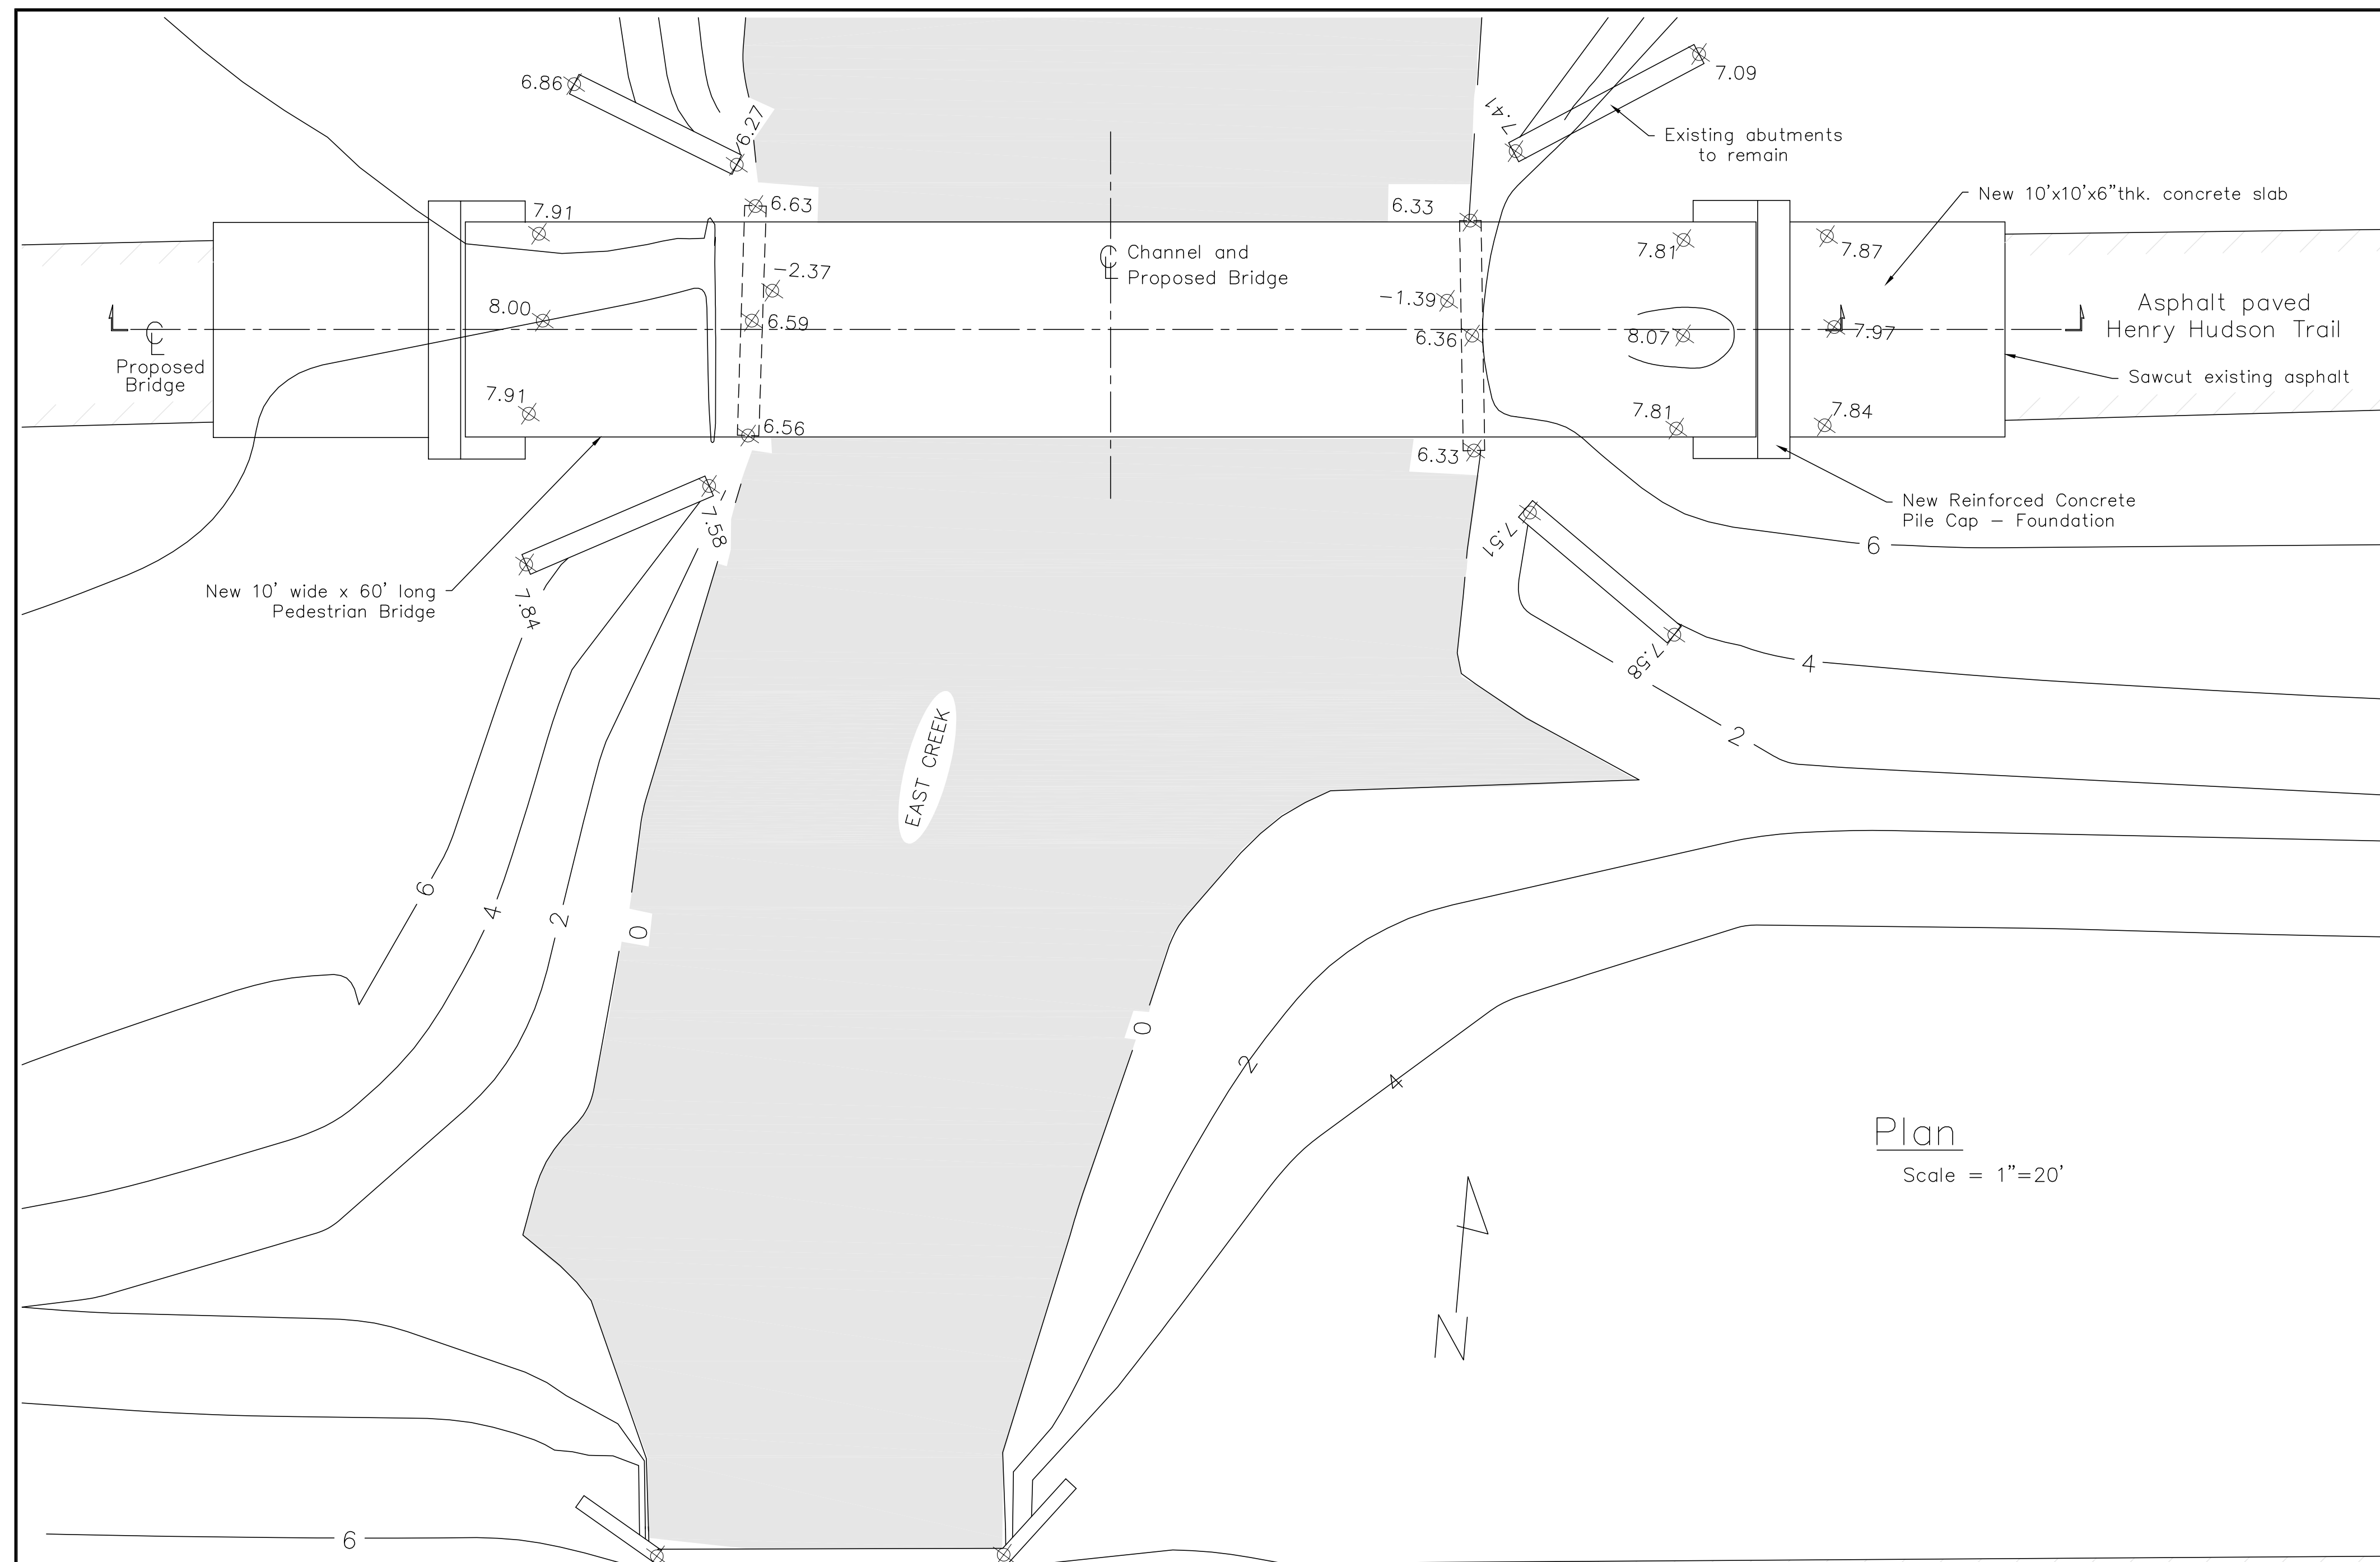 6.86
6.27
7.41
7.09
Existing abutments
to remain
New 10'x10'x6"thk. concrete slab
7.91
6.63
6.33
7.81
7.87
-2.37
℄ Channel and
Proposed Bridge
-1.39
8.00
6.59
6.36
8.07
7.97
Asphalt paved
Henry Hudson Trail
℄
Proposed
Bridge
Sawcut existing asphalt
7.91
6.56
6.33
7.81
7.84
New Reinforced Concrete
Pile Cap - Foundation
7.58
7.51
6
New 10' wide x 60' long
Pedestrian Bridge
7.84
7.58
4
2
EAST CREEK
6
4
2
0
0
2
4
Plan
Scale = 1"=20'
N
6